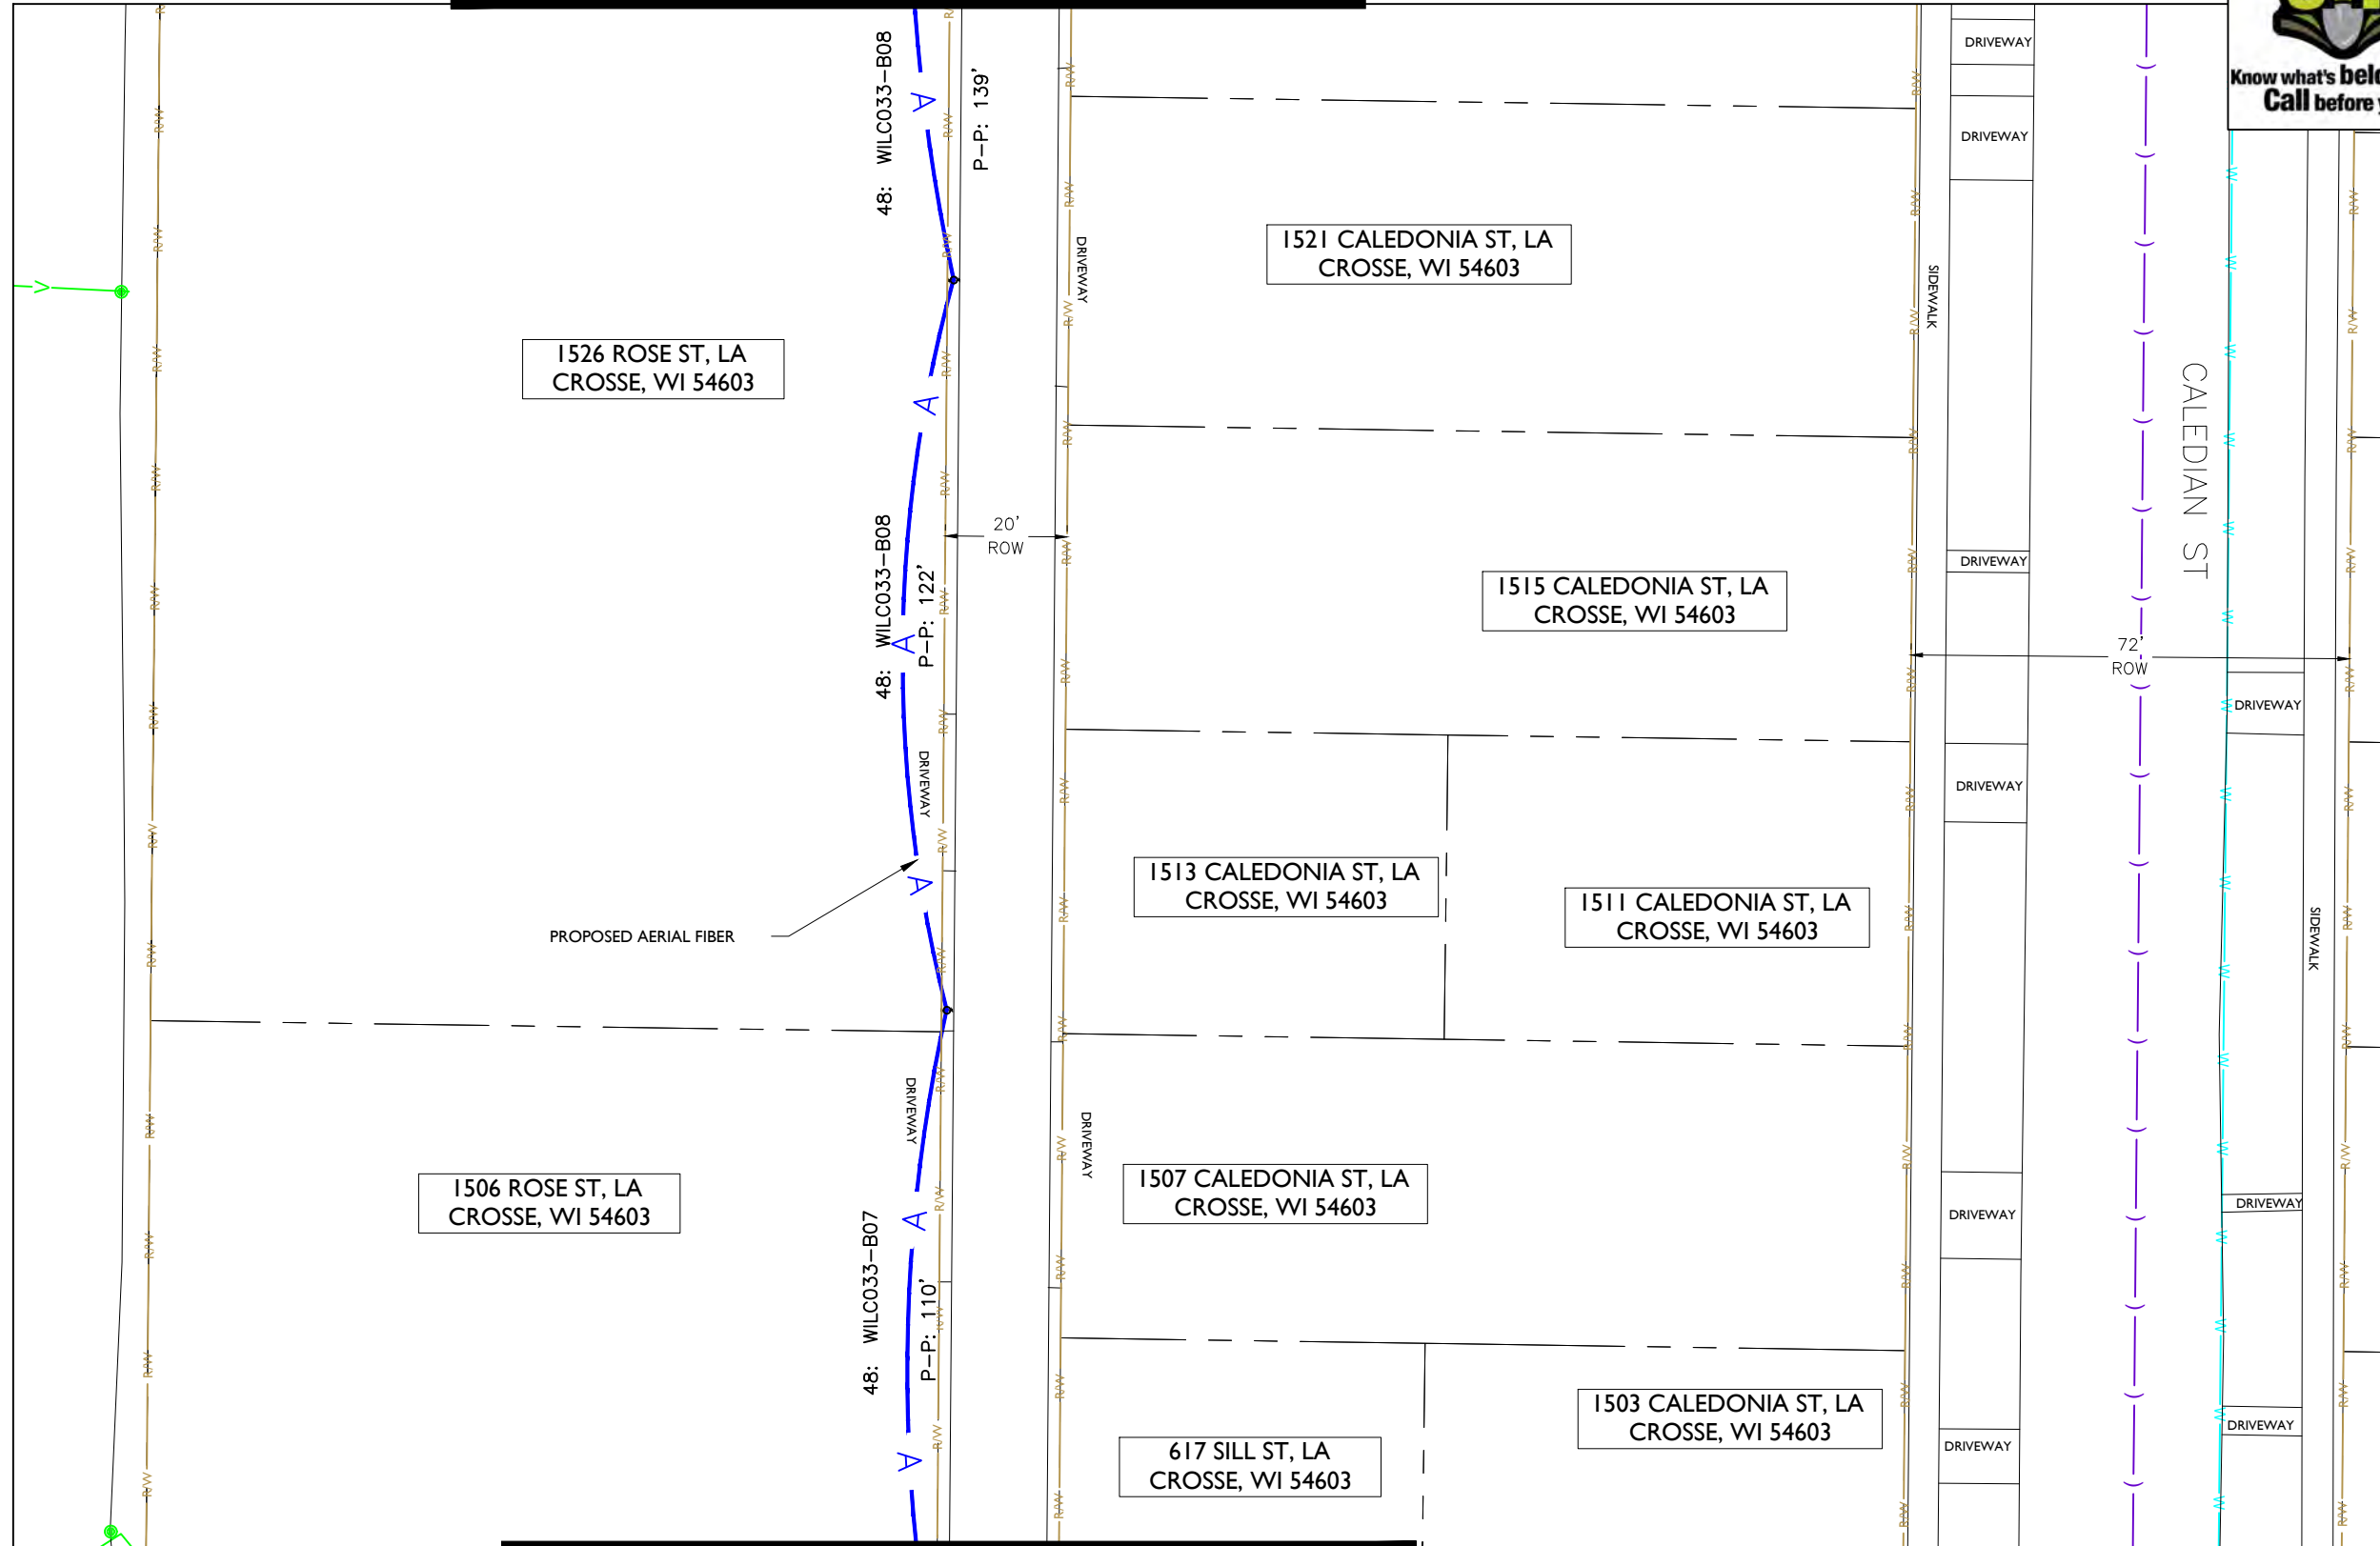 Know what's
Call before
48: WILC033-B08
P-P: 139'
DRIVEWAY
DRIVEWAY
DRIVEWAY
SIDEWALK
1521 CALEDONIA ST, LA
CROSSE, WI 54603
1526 ROSE ST, LA
CROSSE, WI 54603
CALEDIAN ST
20'
ROW
48: WILC033-B08
P-P: 122'
DRIVEWAY
1515 CALEDONIA ST, LA
CROSSE, WI 54603
72'
ROW
DRIVEWAY
DRIVEWAY
DRIVEWAY
1513 CALEDONIA ST, LA
CROSSE, WI 54603
1511 CALEDONIA ST, LA
CROSSE, WI 54603
SIDEWALK
PROPOSED AERIAL FIBER
DRIVEWAY
DRIVEWAY
1506 ROSE ST, LA
CROSSE, WI 54603
1507 CALEDONIA ST, LA
CROSSE, WI 54603
DRIVEWAY
DRIVEWAY
48: WILC033-B07
P-P: 110'
1503 CALEDONIA ST, LA
CROSSE, WI 54603
DRIVEWAY
DRIVEWAY
617 SILL ST, LA
CROSSE, WI 54603